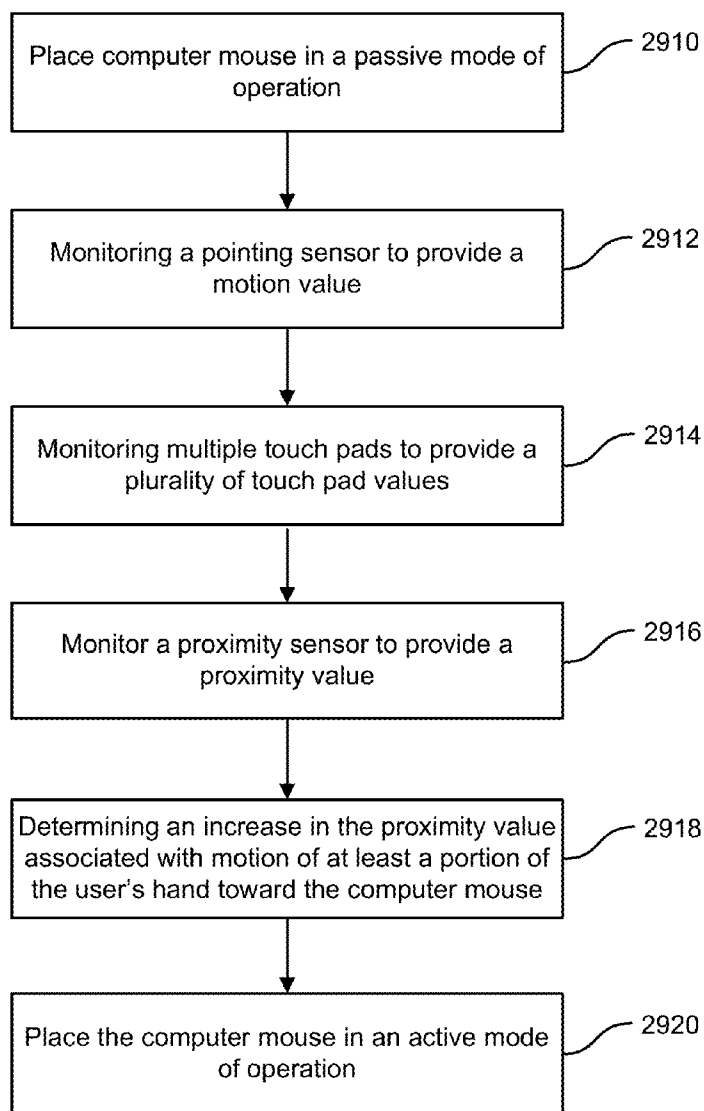 Place computer mouse in a passive mode of
operation
2910
Monitoring a pointing sensor to provide a
motion value
2912
Monitoring multiple touch pads to provide a
plurality of touch pad values
2914
Monitor a proximity sensor to provide a
proximity value
2916
Determining an increase in the proximity value
associated with motion of at least a portion of
the user's hand toward the computer mouse
2918
Place the computer mouse in an active mode
of operation
2920